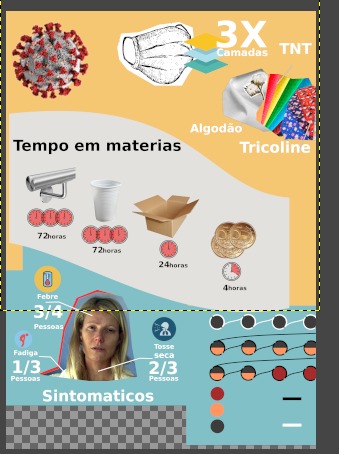 3X
Camadas
TNT
Algodão
Tricoline
Tempo em materias
72horas
72horas
24horas
4horas
Febre
3/4
Pessoas
Fadiga
1/3
Pessoas
Tosse
seca
2/3
Pessoas
Sintomaticos